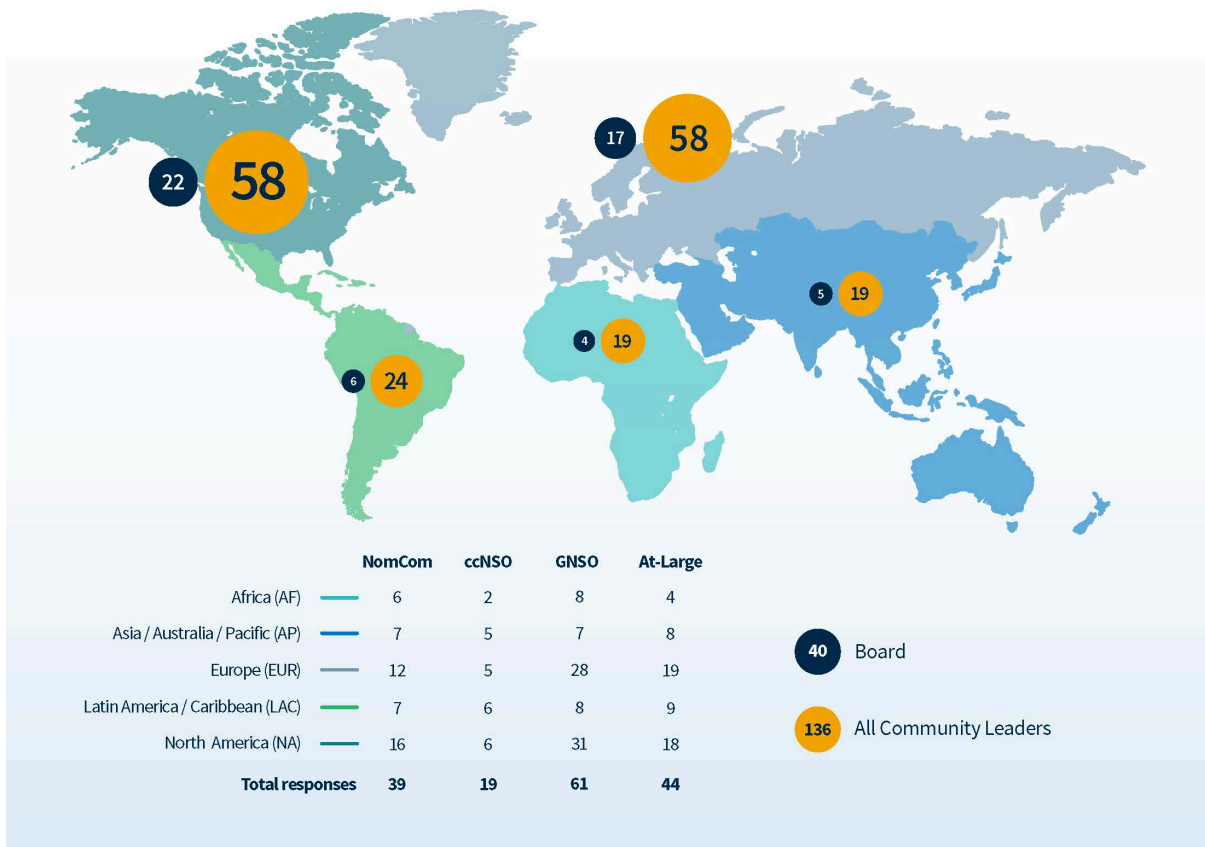 17
58
22
58
5
19
4
19
6
24
NomCom ccNSO GNSO At-Large
Africa (AF) 6 2 8 4
Asia / Australia / Pacific (AP) 7 5 7 8
Europe (EUR) 12 5 28 19
Latin America / Caribbean (LAC) 7 6 8 9
North America (NA) 16 6 31 18
Total responses 39 19 61 44
40 Board
136 All Community Leaders